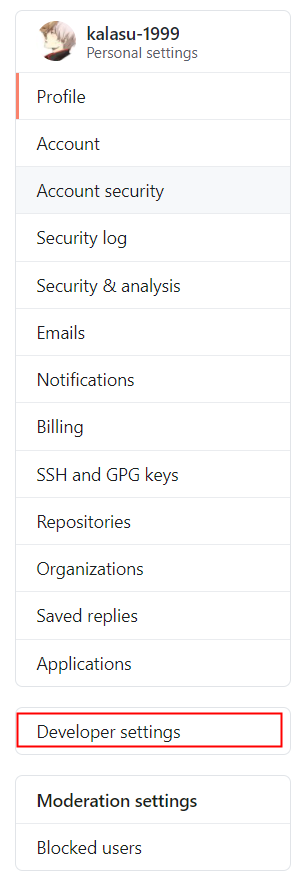 kalasu-1999
Personal settings
Profile
Account
Account security
Security log
Security & analysis
Emails
Notifications
Billing
SSH and GPG keys
Repositories
Organizations
Saved replies
Applications
Developer settings
Moderation settings
Blocked users